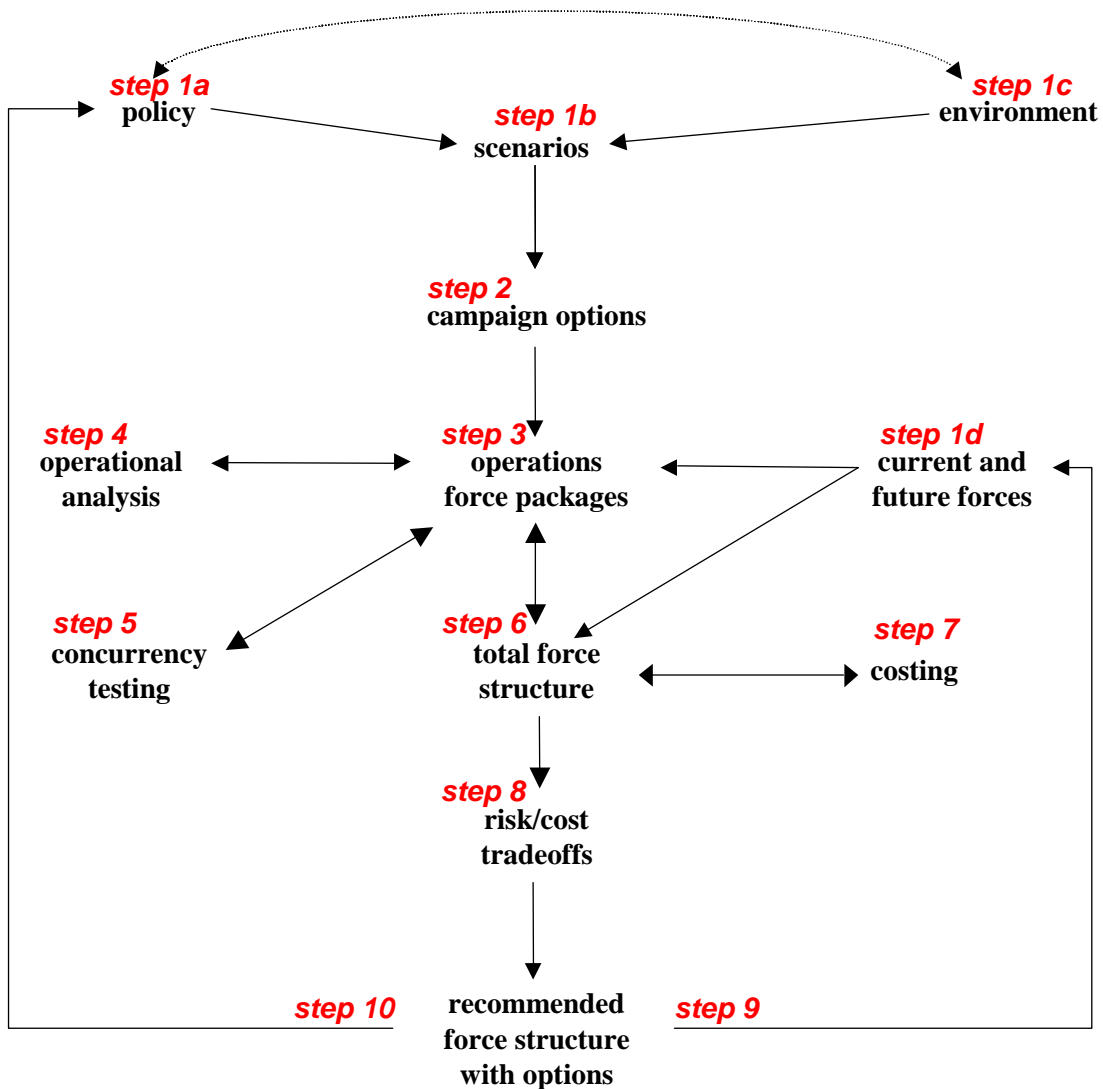 step 1a
policy
step 1b
scenarios
step 1c
environment
step 2
campaign options
step 4
operational
analysis
step 3
operations
force packages
step 1d
current and
future forces
step 5
concurrency
testing
step 6
total force
structure
step 7
costing
step 8
risk/cost
tradeoffs
step 10
recommended
force structure
with options
step 9